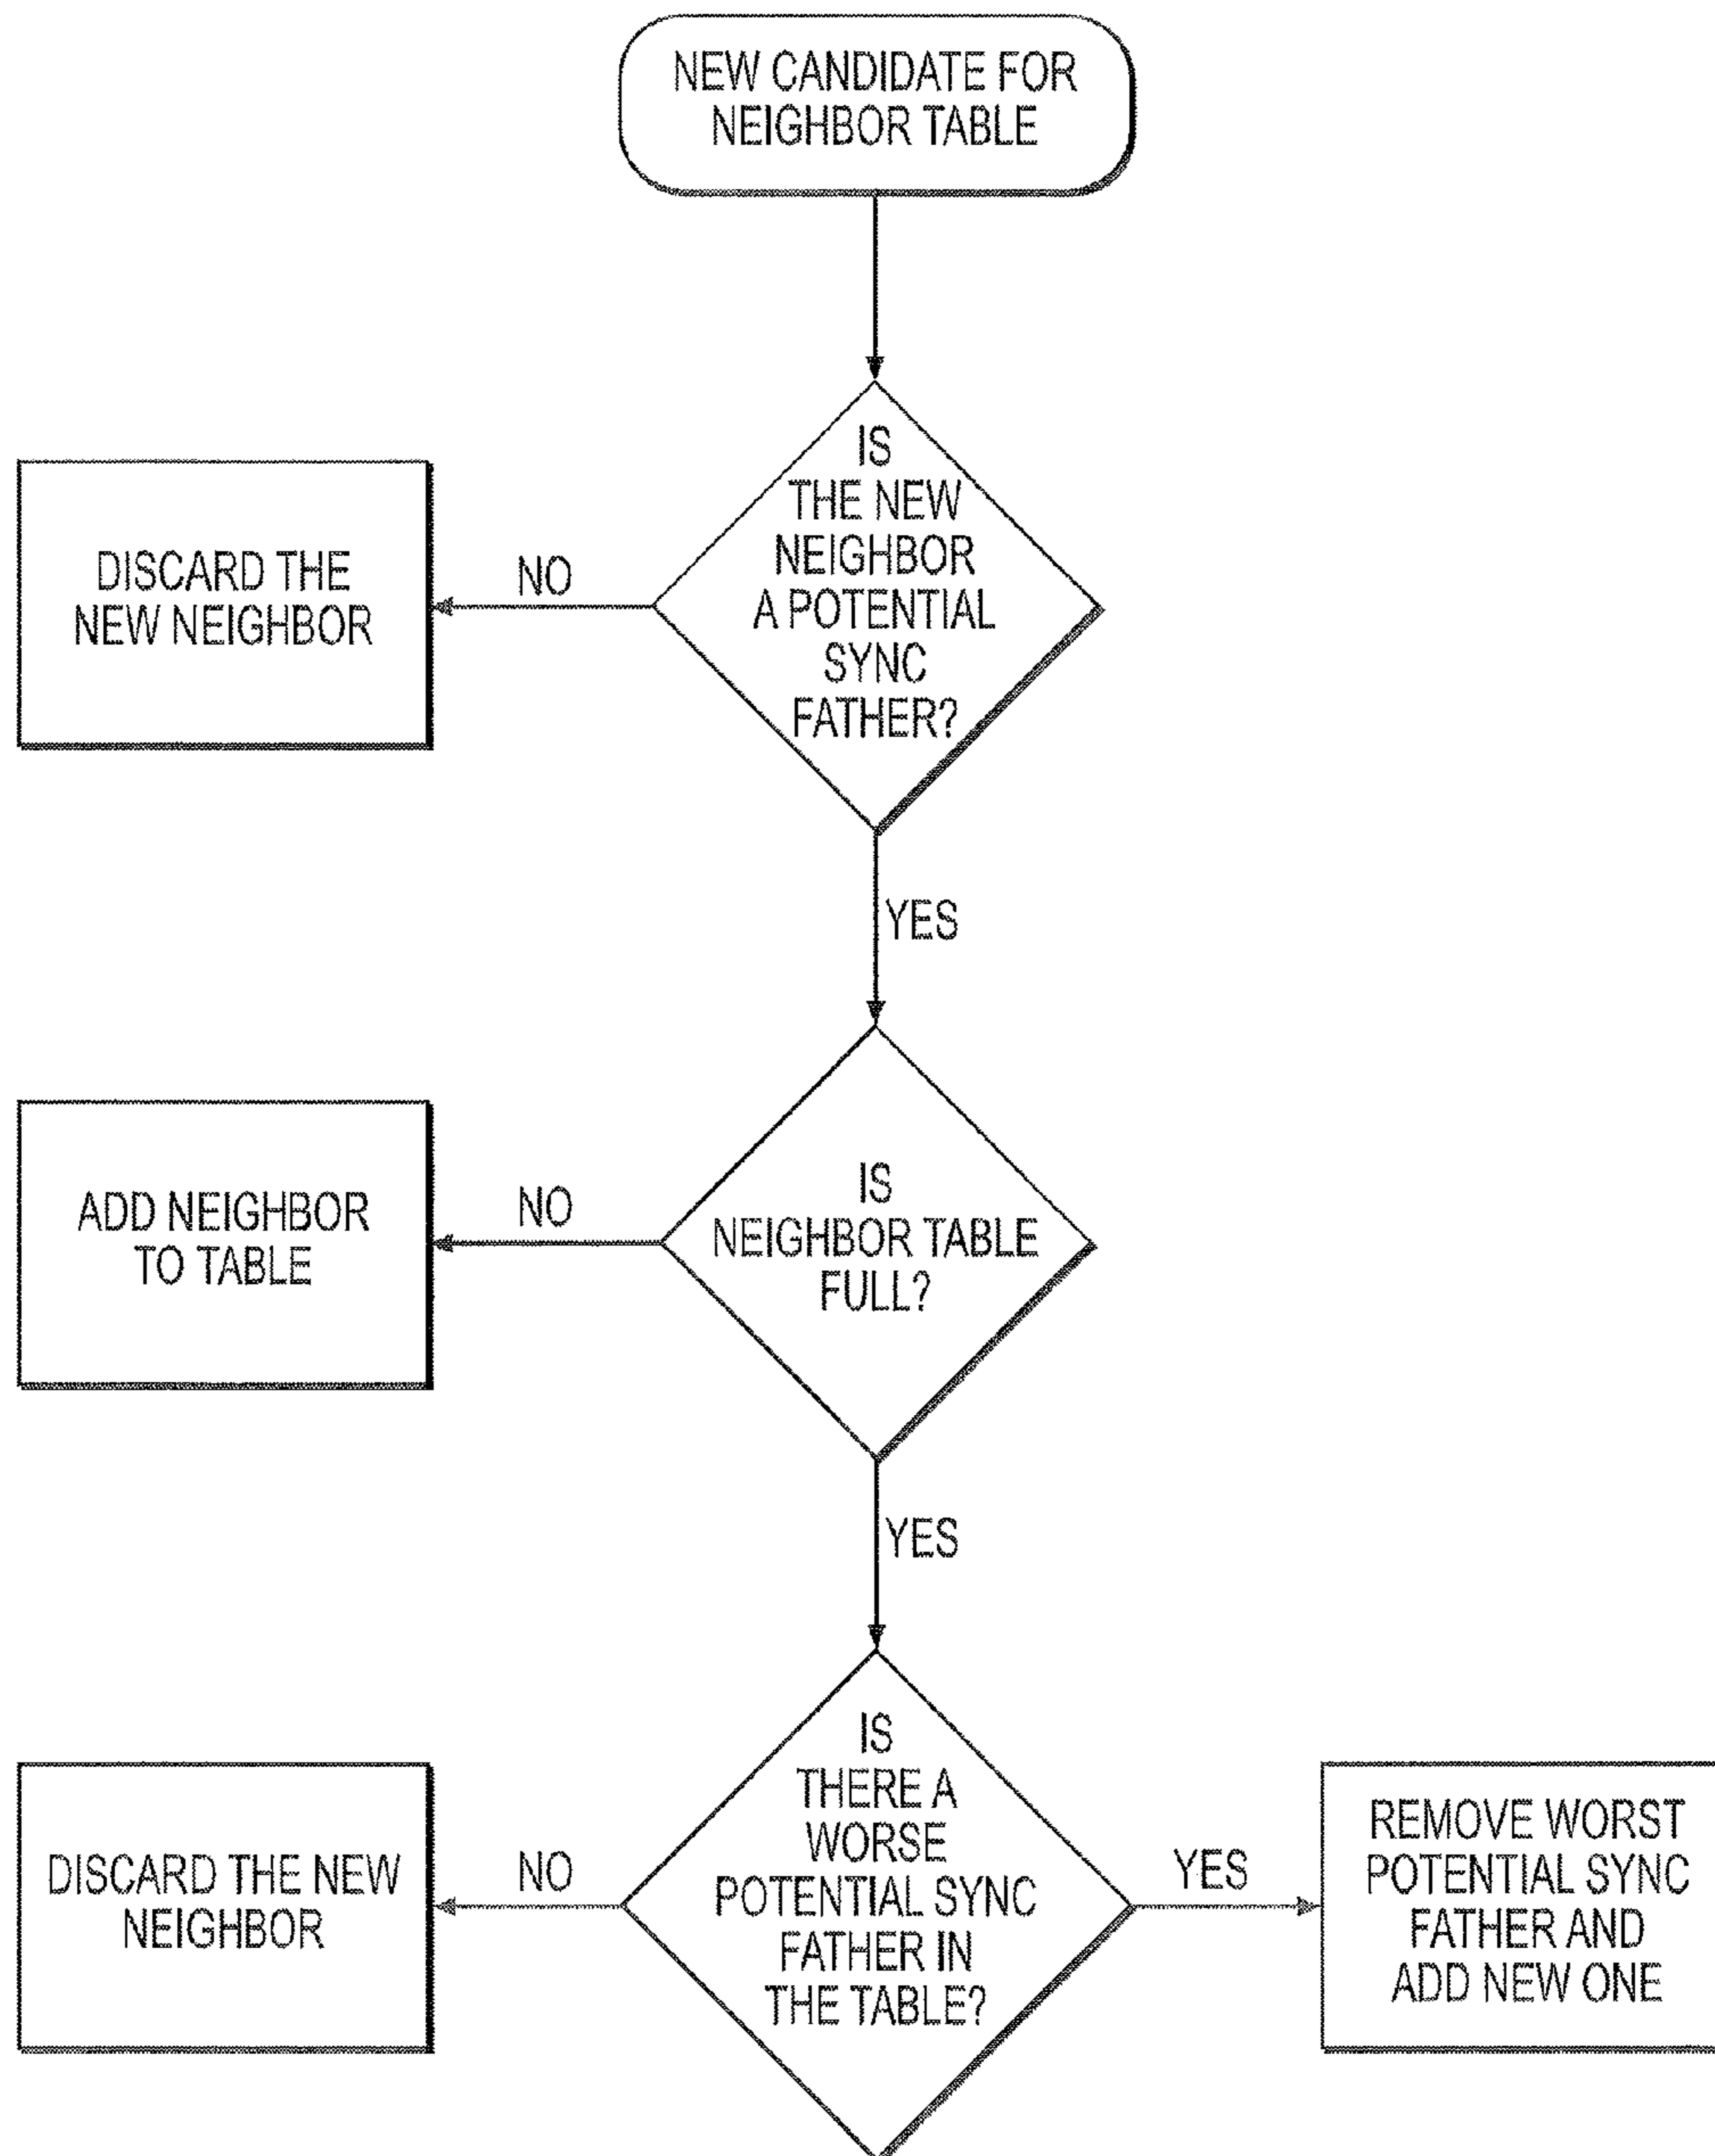 NEW CANDIDATE FOR
NEIGHBOR TABLE
IS
THE NEW
NEIGHBOR
A POTENTIAL
SYNC
FATHER?
NO
DISCARD THE
NEW NEIGHBOR
YES
IS
NEIGHBOR TABLE
FULL?
NO
ADD NEIGHBOR
TO TABLE
YES
IS
THERE A
WORSE
POTENTIAL SYNC
FATHER IN
THE TABLE?
NO
DISCARD THE NEW
NEIGHBOR
YES
REMOVE WORST
POTENTIAL SYNC
FATHER AND
ADD NEW ONE